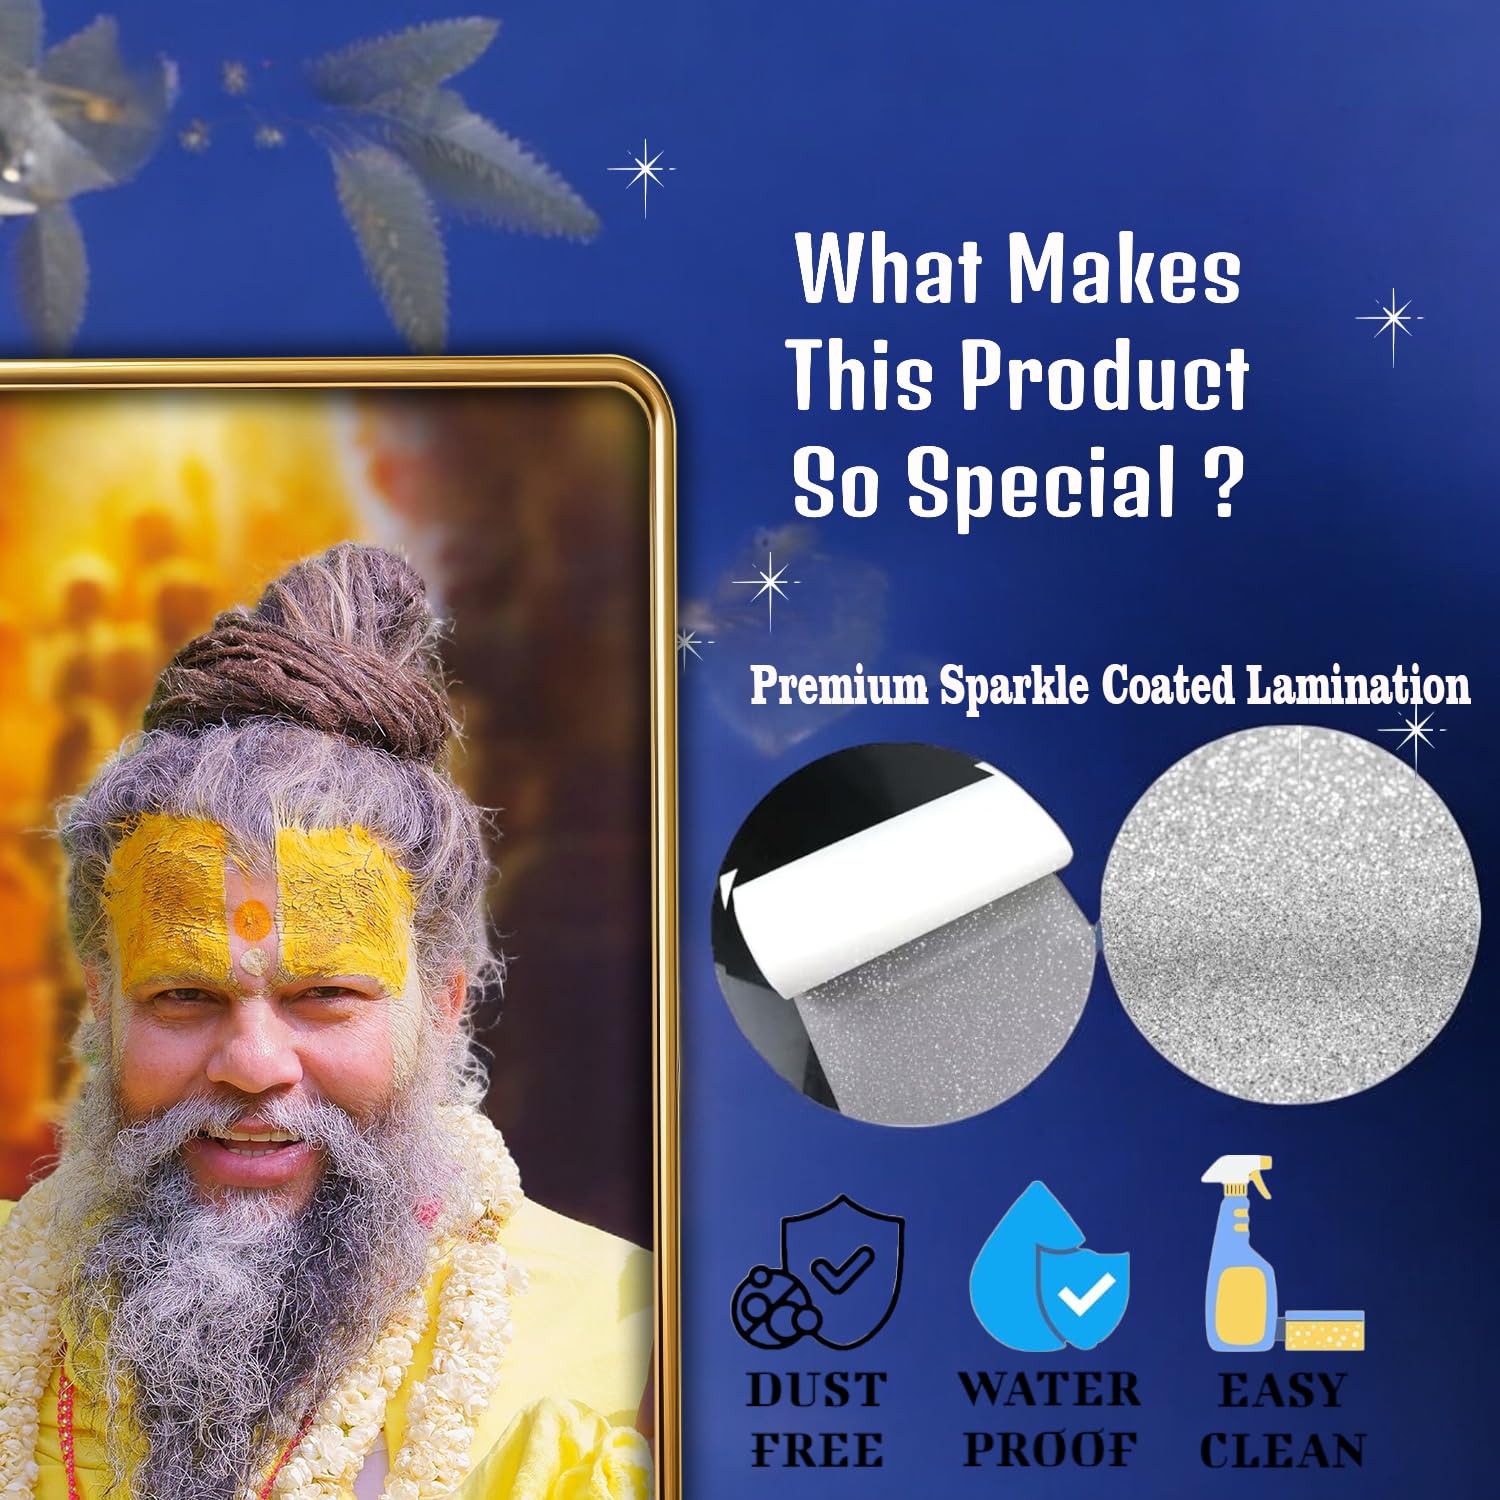 What Makes
This Product
So Special ?
Premium Sparkle Coated Lamination
DUST
FREE
WATER
PROOF
EASY
CLEAN